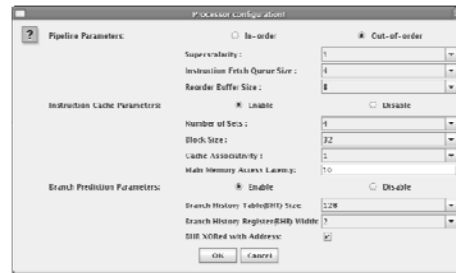 Processor configuration!
?
Pipeline Parameters: In-order Out-of-order
Superscalarity : 1
Instruction Fetch Queue Size : 4
Reorder Buffer Size : 8
Instruction Cache Parameters: Enable Disable
Number of Sets : 4
Block Size : 32
Cache Associativity : 1
Main Memory Access Latency: 10
Branch Prediction Parameters: Enable Disable
Branch History Table(BHT) Size: 128
Branch History Register(BHR) Width: 2
BHR XORed with Address:
Ok Cancel